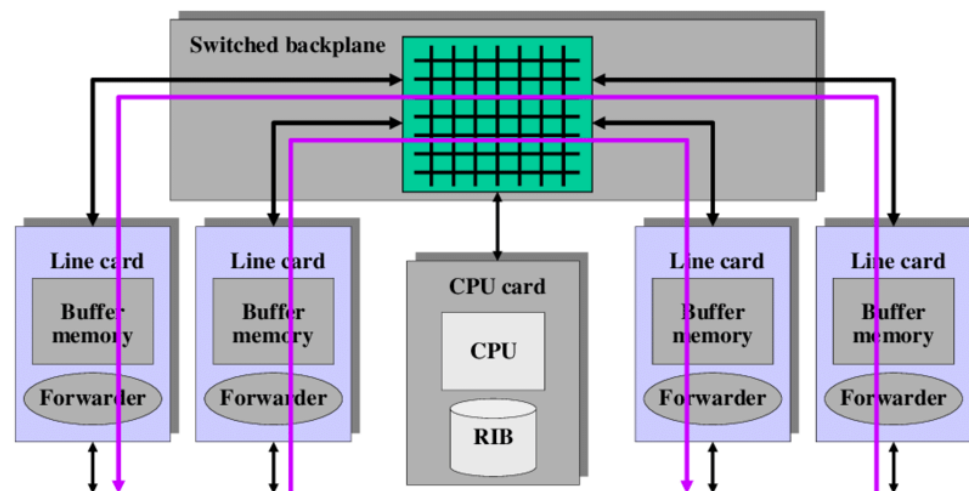 Switched backplane
Line card
Buffer
memory
Forwarder
Line card
Buffer
memory
Forwarder
CPU card
CPU
RIB
Line card
Buffer
memory
Forwarder
Line card
Buffer
memory
Forwarder